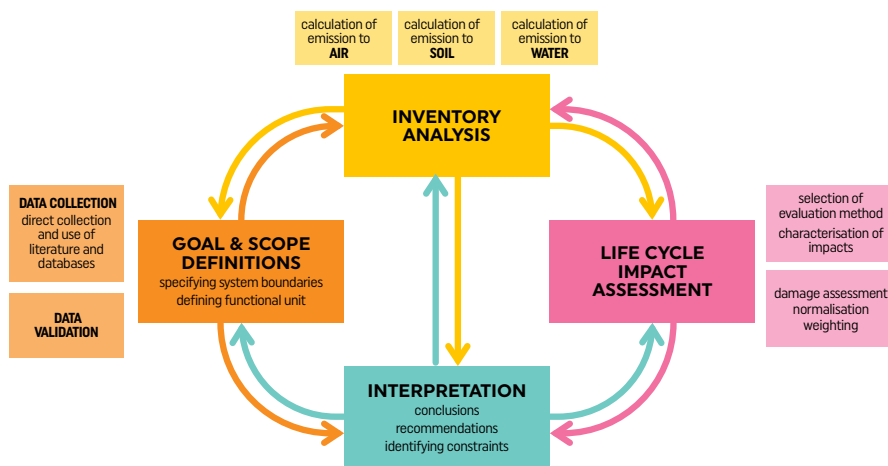 calculation of
emission to
AIR
calculation of
emission to
SOIL
calculation of
emission to
WATER
INVENTORY
ANALYSIS
DATA COLLECTION
direct collection
and use of
literature and
databases
DATA
VALIDATION
GOAL & SCOPE
DEFINITIONS
specifying system boundaries
defining functional unit
LIFE CYCLE
IMPACT
ASSESSMENT
selection of
evaluation method
characterisation of
impacts
damage assessment
normalisation
weighting
INTERPRETATION
conclusions
recommendations
identifying constraints